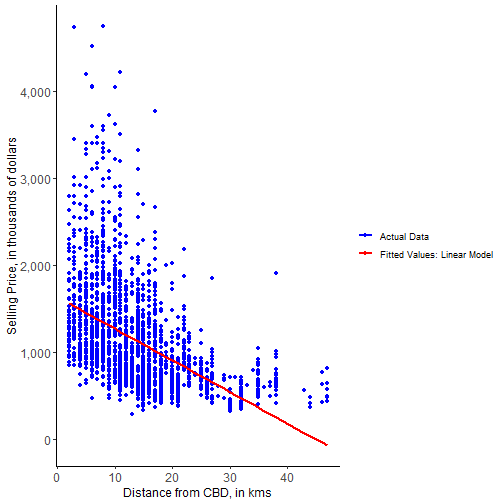 4,000
3,000
2,000
1,000
0
Selling Price, in thousands of dollars
0 10 20 30 40
Distance from CBD, in kms
Actual Data
Fitted Values: Linear Model